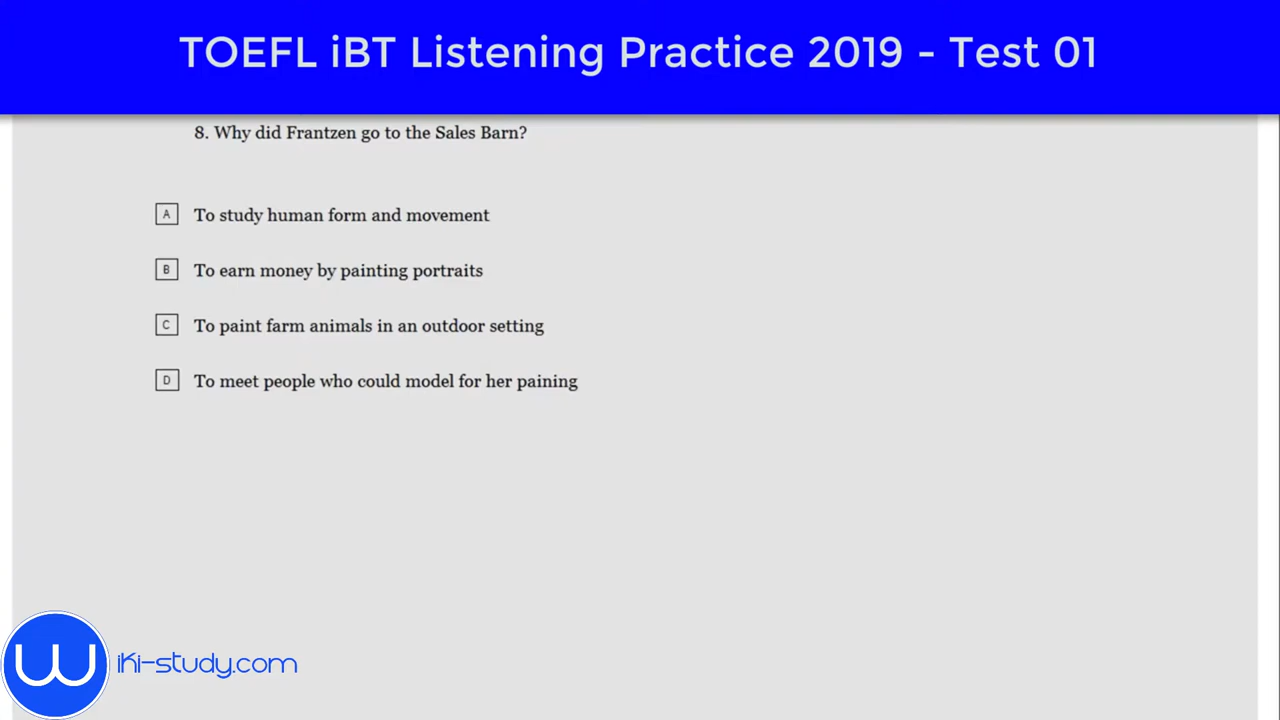 TOEFL iBT Listening Practice 2019 - Test 01
8. Why did Frantzen go to the Sales Barn?
A To study human form and movement
B To earn money by painting portraits
C To paint farm animals in an outdoor setting
D To meet people who could model for her paining
W iki-study.com